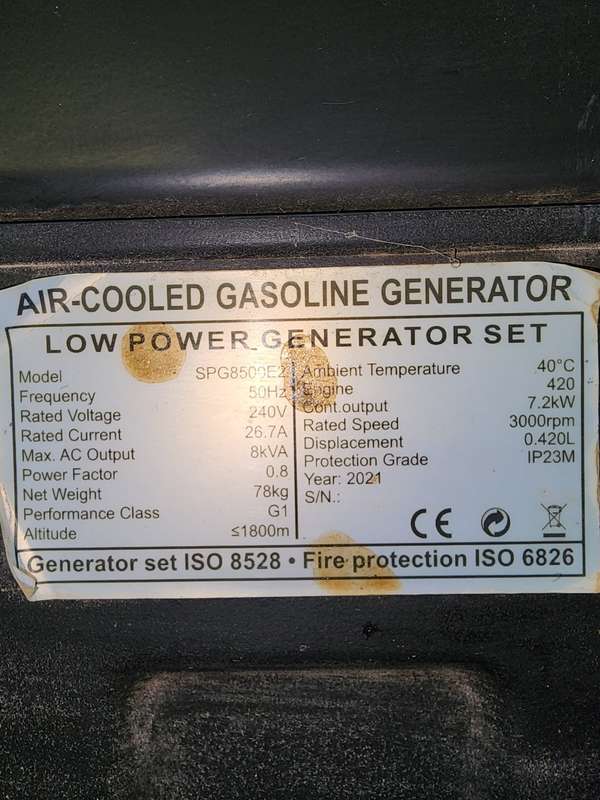 AIR-COOLED GASOLINE GENERATOR
LOW POWER GENERATOR SET
Model SPG8500E2
Frequency 50Hz
Rated Voltage 240V
Rated Current 26.7A
Max. AC Output 8kVA
Power Factor 0.8
Net Weight 78kg
Performance Class G1
Altitude ≤1800m
Ambient Temperature 40°C
Engine 420
Cont.output 7.2kW
Rated Speed 3000rpm
Displacement 0.420L
Protection Grade IP23M
Year: 2021
S/N.:
CE
Generator set ISO 8528 • Fire protection ISO 6826